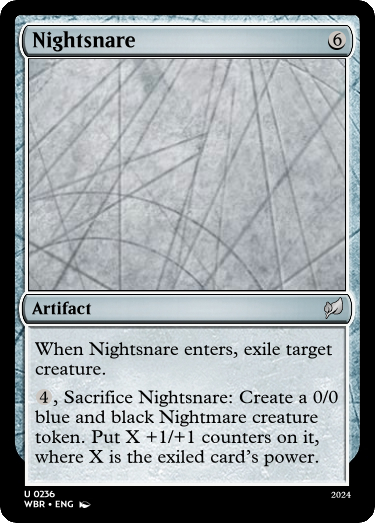 Nightsnare 6
Artifact
When Nightsnare enters, exile target
creature.
4, Sacrifice Nightsnare: Create a 0/0
blue and black Nightmare creature
token. Put X +1/+1 counters on it,
where X is the exiled card's power.
U 0236
WBR • ENG
2024